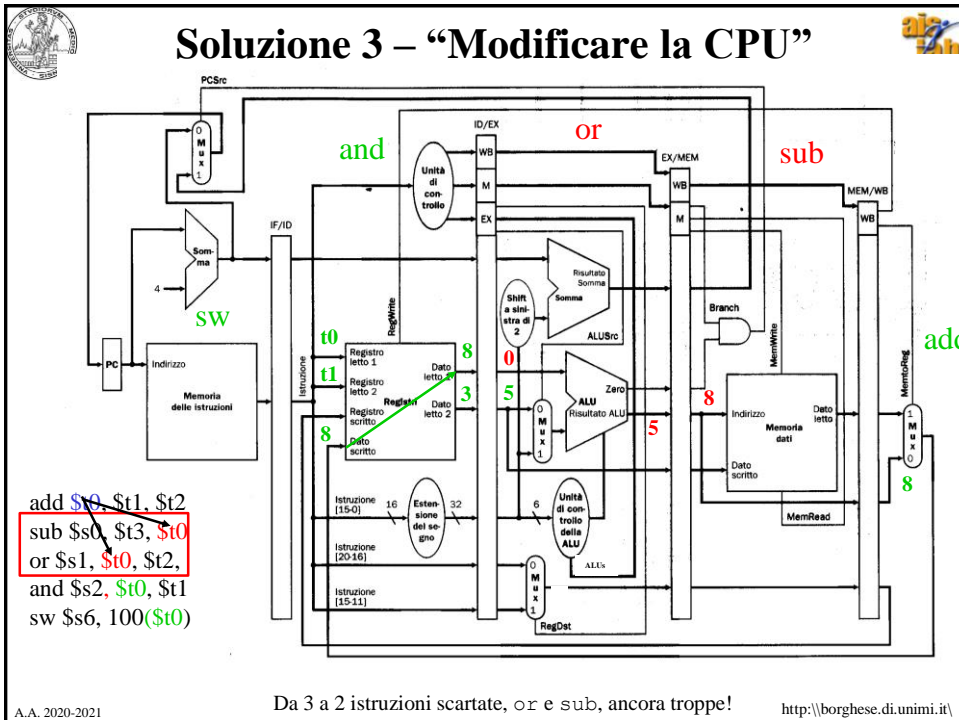 Soluzione 3 – “Modificare la CPU”
PCSrc
0
M
u
x
1
and
ID/EX
or
EX/MEM
sub
MEM/WB
Unità
di con-
trollo
WB
M
EX
WB
M
WB
IF/ID
Som-
ma
4
sw
Shift
a sini-
stra di
2
Risultato
Somma
Somma
Branch
RegWrite
ALUSrc
MemWrite
MemtoReg
add
PC
Indirizzo
Memoria
delle istruzioni
Istruzione
t0
t1
8
Registro
letto 1
Registro
letto 2
Registri
Registro
scritto
Dato
scritto
Dato
letto 1
Dato
letto 2
8
3
0
5
0
M
u
x
1
Zero
ALU
Risultato ALU
5
8
Indirizzo
Dato
letto
Memoria
dati
Dato
scritto
MemRead
1
M
u
x
0
8
Istruzione
[15-0]
16
Esten-
sione del
segno
32
6
Unità
di con-
trollo
della
ALU
ALUs
Istruzione
[20-16]
Istruzione
[15-11]
0
M
u
x
1
RegDst
add $t0, $t1, $t2
sub $s0, $t3, $t0
or $s1, $t0, $t2,
and $s2, $t0, $t1
sw $s6, 100($t0)
A.A. 2020-2021
Da 3 a 2 istruzioni scartate, or e sub, ancora troppe!
http:\\borghese.di.unimi.it\